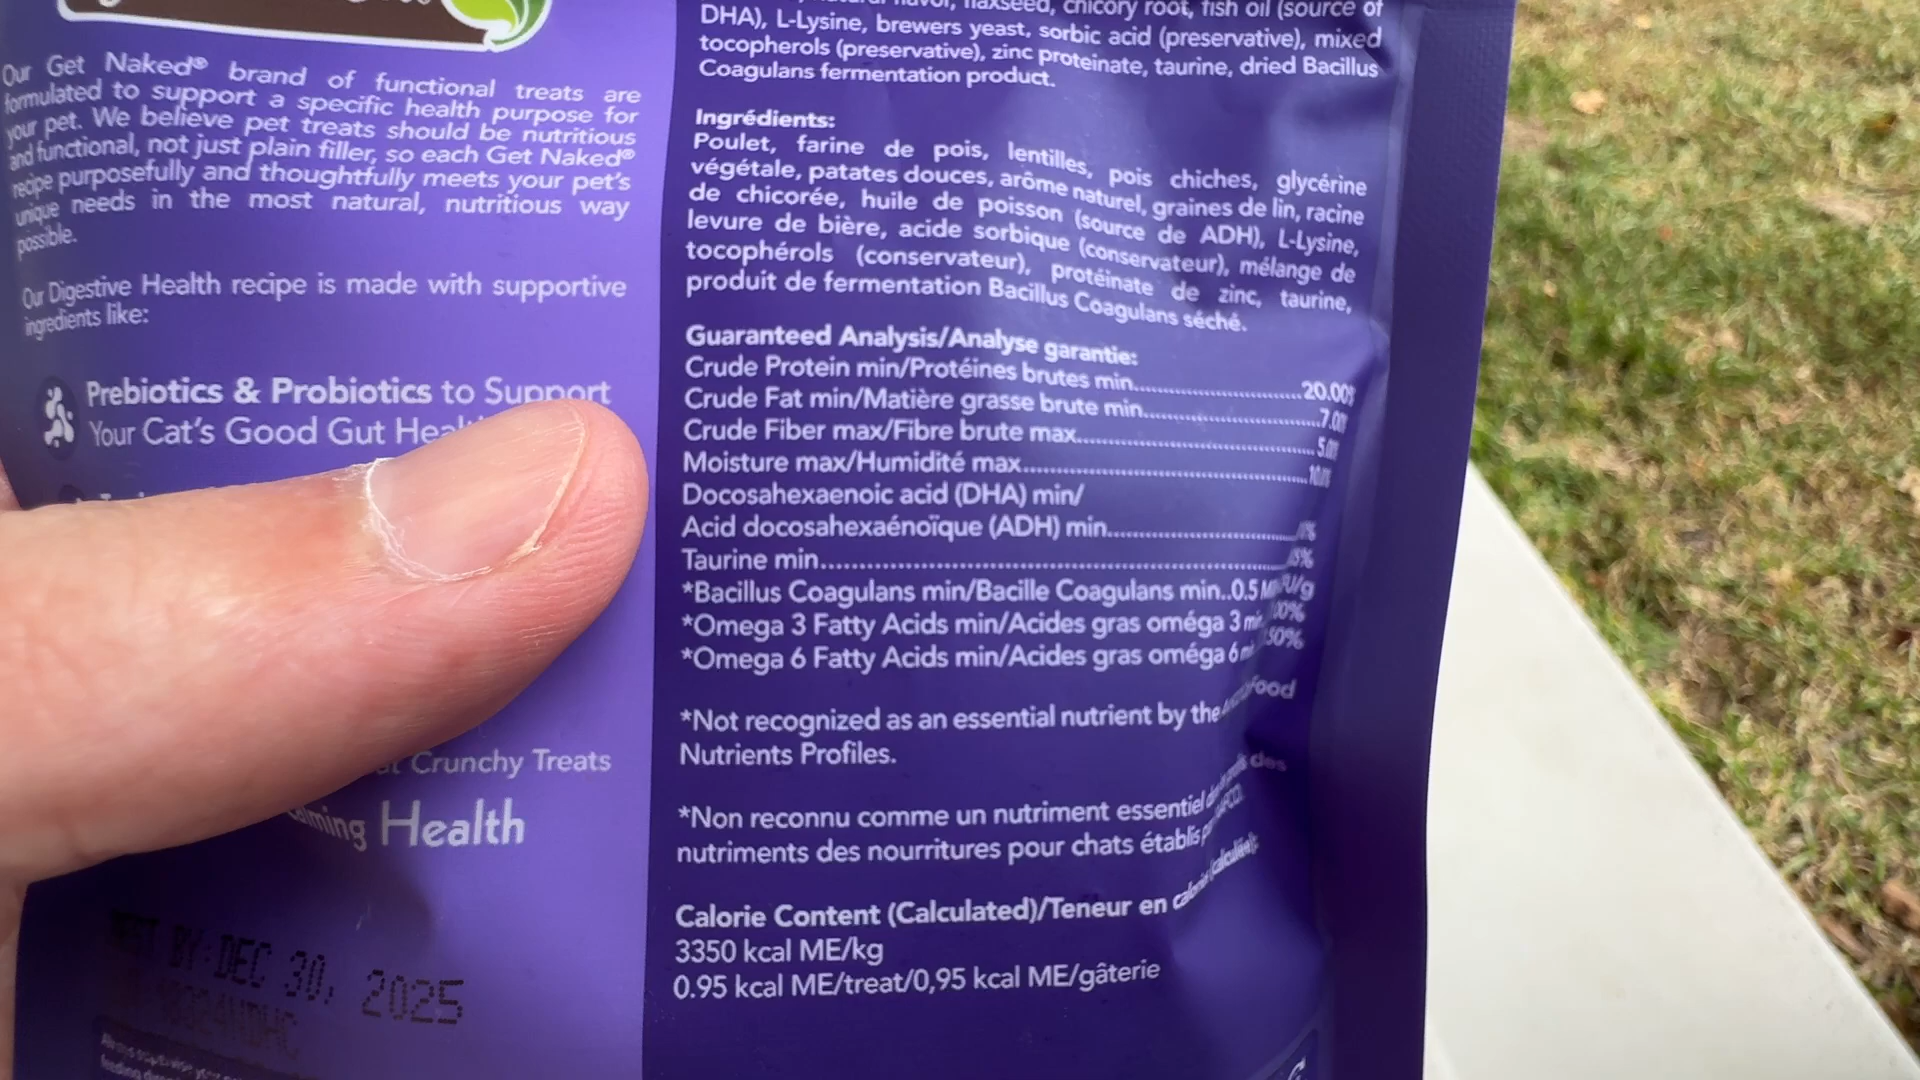 Our Get Naked® brand of functional treats are
formulated to support a specific health purpose for
your pet. We believe pet treats should be nutritious
and functional, not just plain filler, so each Get Naked®
recipe purposefully and thoughtfully meets your pet's
unique needs in the most natural, nutritious way
possible.
Our Digestive Health recipe is made with supportive
ingredients like:
Prebiotics & Probiotics to Support
Your Cat's Good Gut
Crunchy Treats
Health
BY: DEC 30, 2025
flaxseed, chicory root, fish oil (source of
DHA), L-Lysine, brewers yeast, sorbic acid (preservative), mixed
tocopherols (preservative), zinc proteinate, taurine, dried Bacillus
Coagulans fermentation product.
Ingrédients:
Poulet, farine de pois, lentilles, pois chiches, glycérine
végétale, patates douces, arôme naturel, graines de lin, racine
de chicorée, huile de poisson (source de ADH), L-Lysine,
levure de bière, acide sorbique (conservateur), mélange de
tocophérols (conservateur), protéinate de zinc, taurine,
produit de fermentation Bacillus Coagulans séché.
Guaranteed Analysis/Analyse garantie:
Crude Protein min/Protéines brutes min..........20.00%
Crude Fat min/Matière grasse brute min..........
Crude Fiber max/Fibre brute max..........
Moisture max/Humidité max..........
Docosahexaenoic acid (DHA) min/
Acid docosahexaénoïque (ADH) min..........
Taurine min..........
*Bacillus Coagulans min/Bacille Coagulans min..0.5
*Omega 3 Fatty Acids min/Acides gras oméga 3
*Omega 6 Fatty Acids min/Acides gras oméga 6
*Not recognized as an essential nutrient by the Food
Nutrients Profiles.
*Non reconnu comme un nutriment essentiel des
nutriments des nourritures pour chats établis
Calorie Content (Calculated)/Teneur en calories (calculée):
3350 kcal ME/kg
0.95 kcal ME/treat/0,95 kcal ME/gâterie